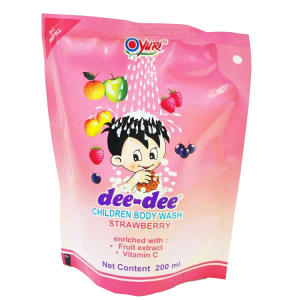 YURI
dee-dee
CHILDREN BODY WASH
STRAWBERRY
enriched with :
• Fruit extract
• Vitamin C
Net Content 200 ml.